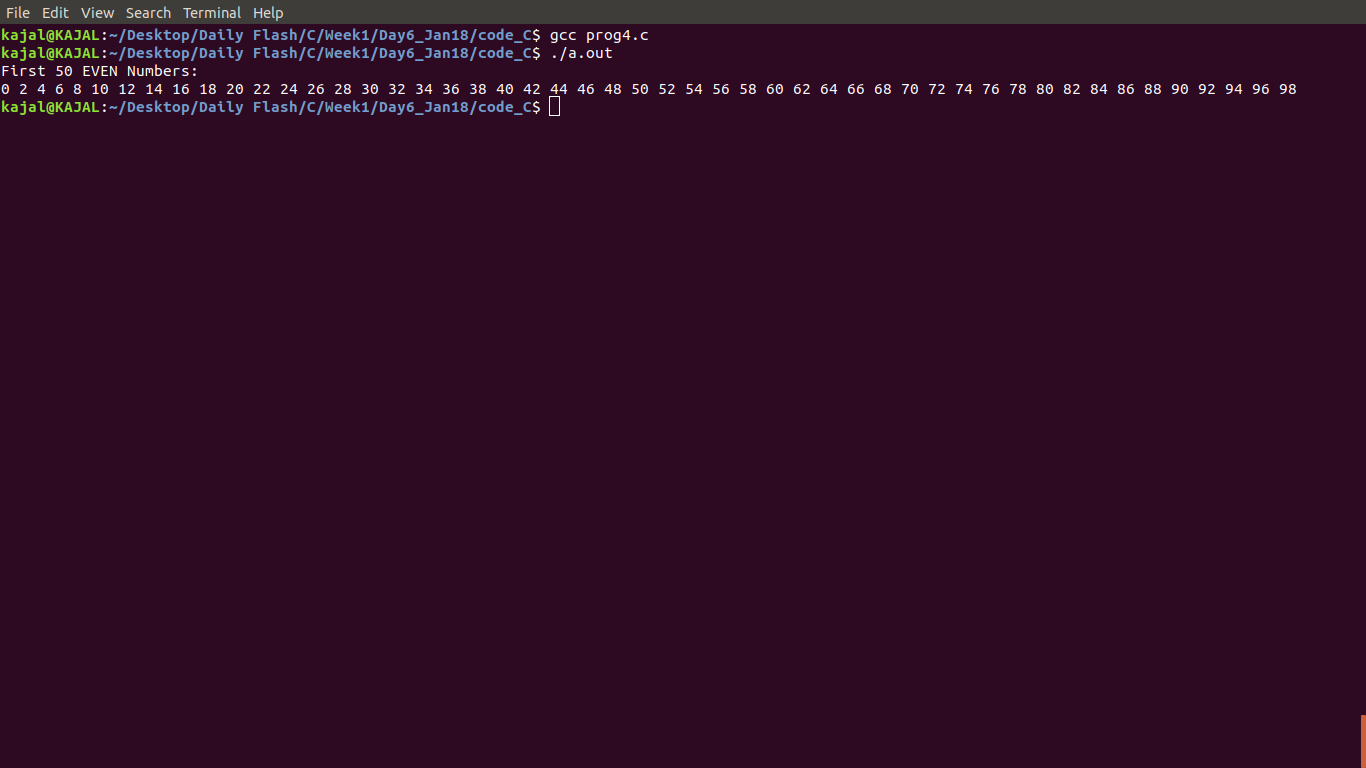 File Edit View Search Terminal Help
kajal@KAJAL:~/Desktop/Daily Flash/C/Week1/Day6_Jan18/code_C$ gcc prog4.c
kajal@KAJAL:~/Desktop/Daily Flash/C/Week1/Day6_Jan18/code_C$ ./a.out
First 50 EVEN Numbers:
0 2 4 6 8 10 12 14 16 18 20 22 24 26 28 30 32 34 36 38 40 42 44 46 48 50 52 54 56 58 60 62 64 66 68 70 72 74 76 78 80 82 84 86 88 90 92 94 96 98
kajal@KAJAL:~/Desktop/Daily Flash/C/Week1/Day6_Jan18/code_C$